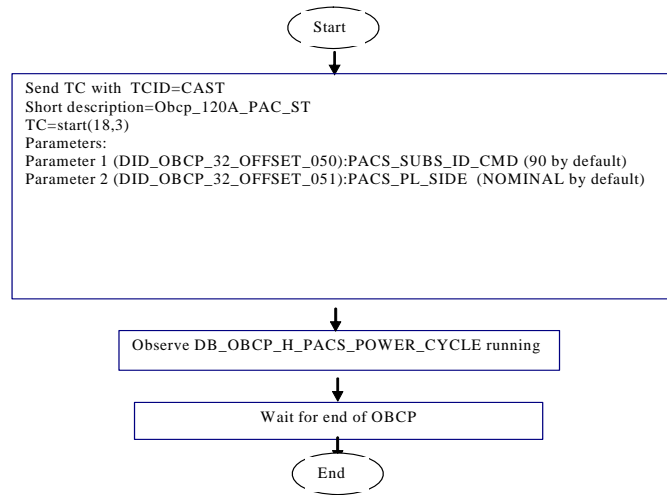 Start
Send TC with TCID=CAST
Short description=Obcp_120A_PAC_ST
TC=start(18,3)
Parameters:
Parameter 1 (DID_OBCP_32_OFFSET_050):PACS_SUBS_ID_CMD (90 by default)
Parameter 2 (DID_OBCP_32_OFFSET_051):PACS_PL_SIDE (NOMINAL by default)
Observe DB_OBCP_H_PACS_POWER_CYCLE running
Wait for end of OBCP
End